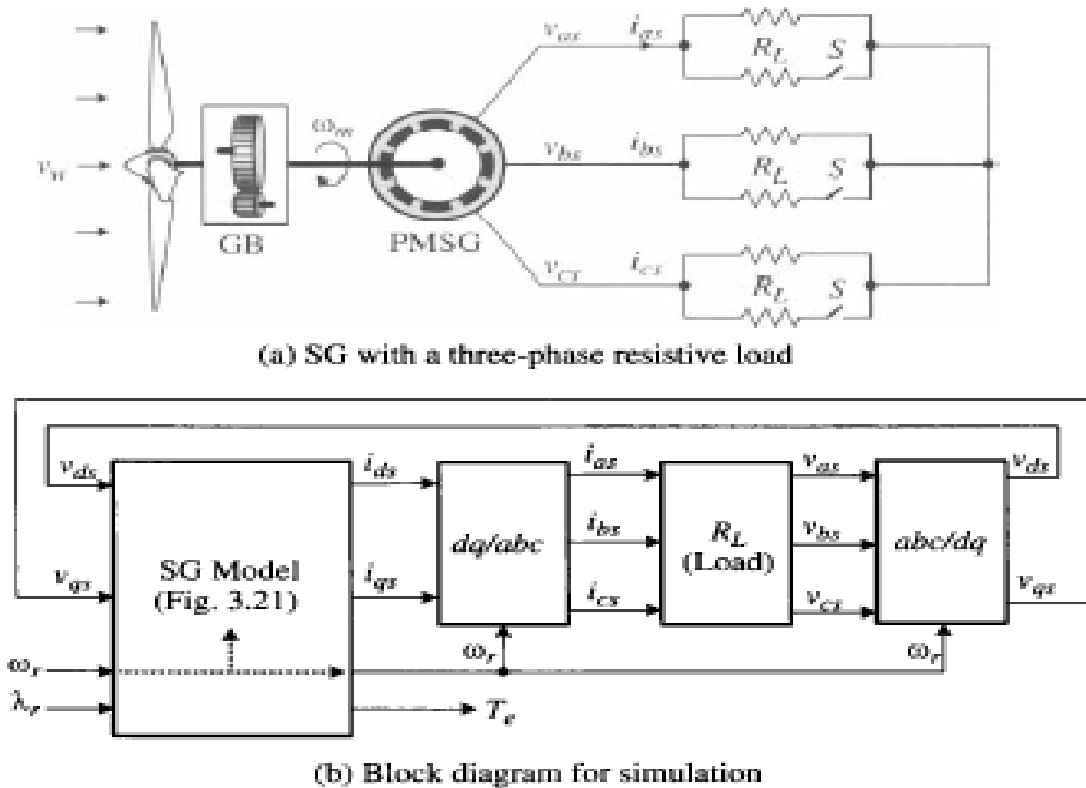 v_as i_as
R_L S
ω_m
v_w
v_bs i_bs
R_L S
GB PMSG
v_cs i_cs
R_L S
(a) SG with a three-phase resistive load
v_ds i_ds i_as v_as v_ds
dq/abc i_bs R_L v_bs abc/dq
(Load)
SG Model
(Fig. 3.21)
v_qs i_qs i_cs v_cs v_qs
ω_r ω_r ω_r
λ_r T_e
(b) Block diagram for simulation